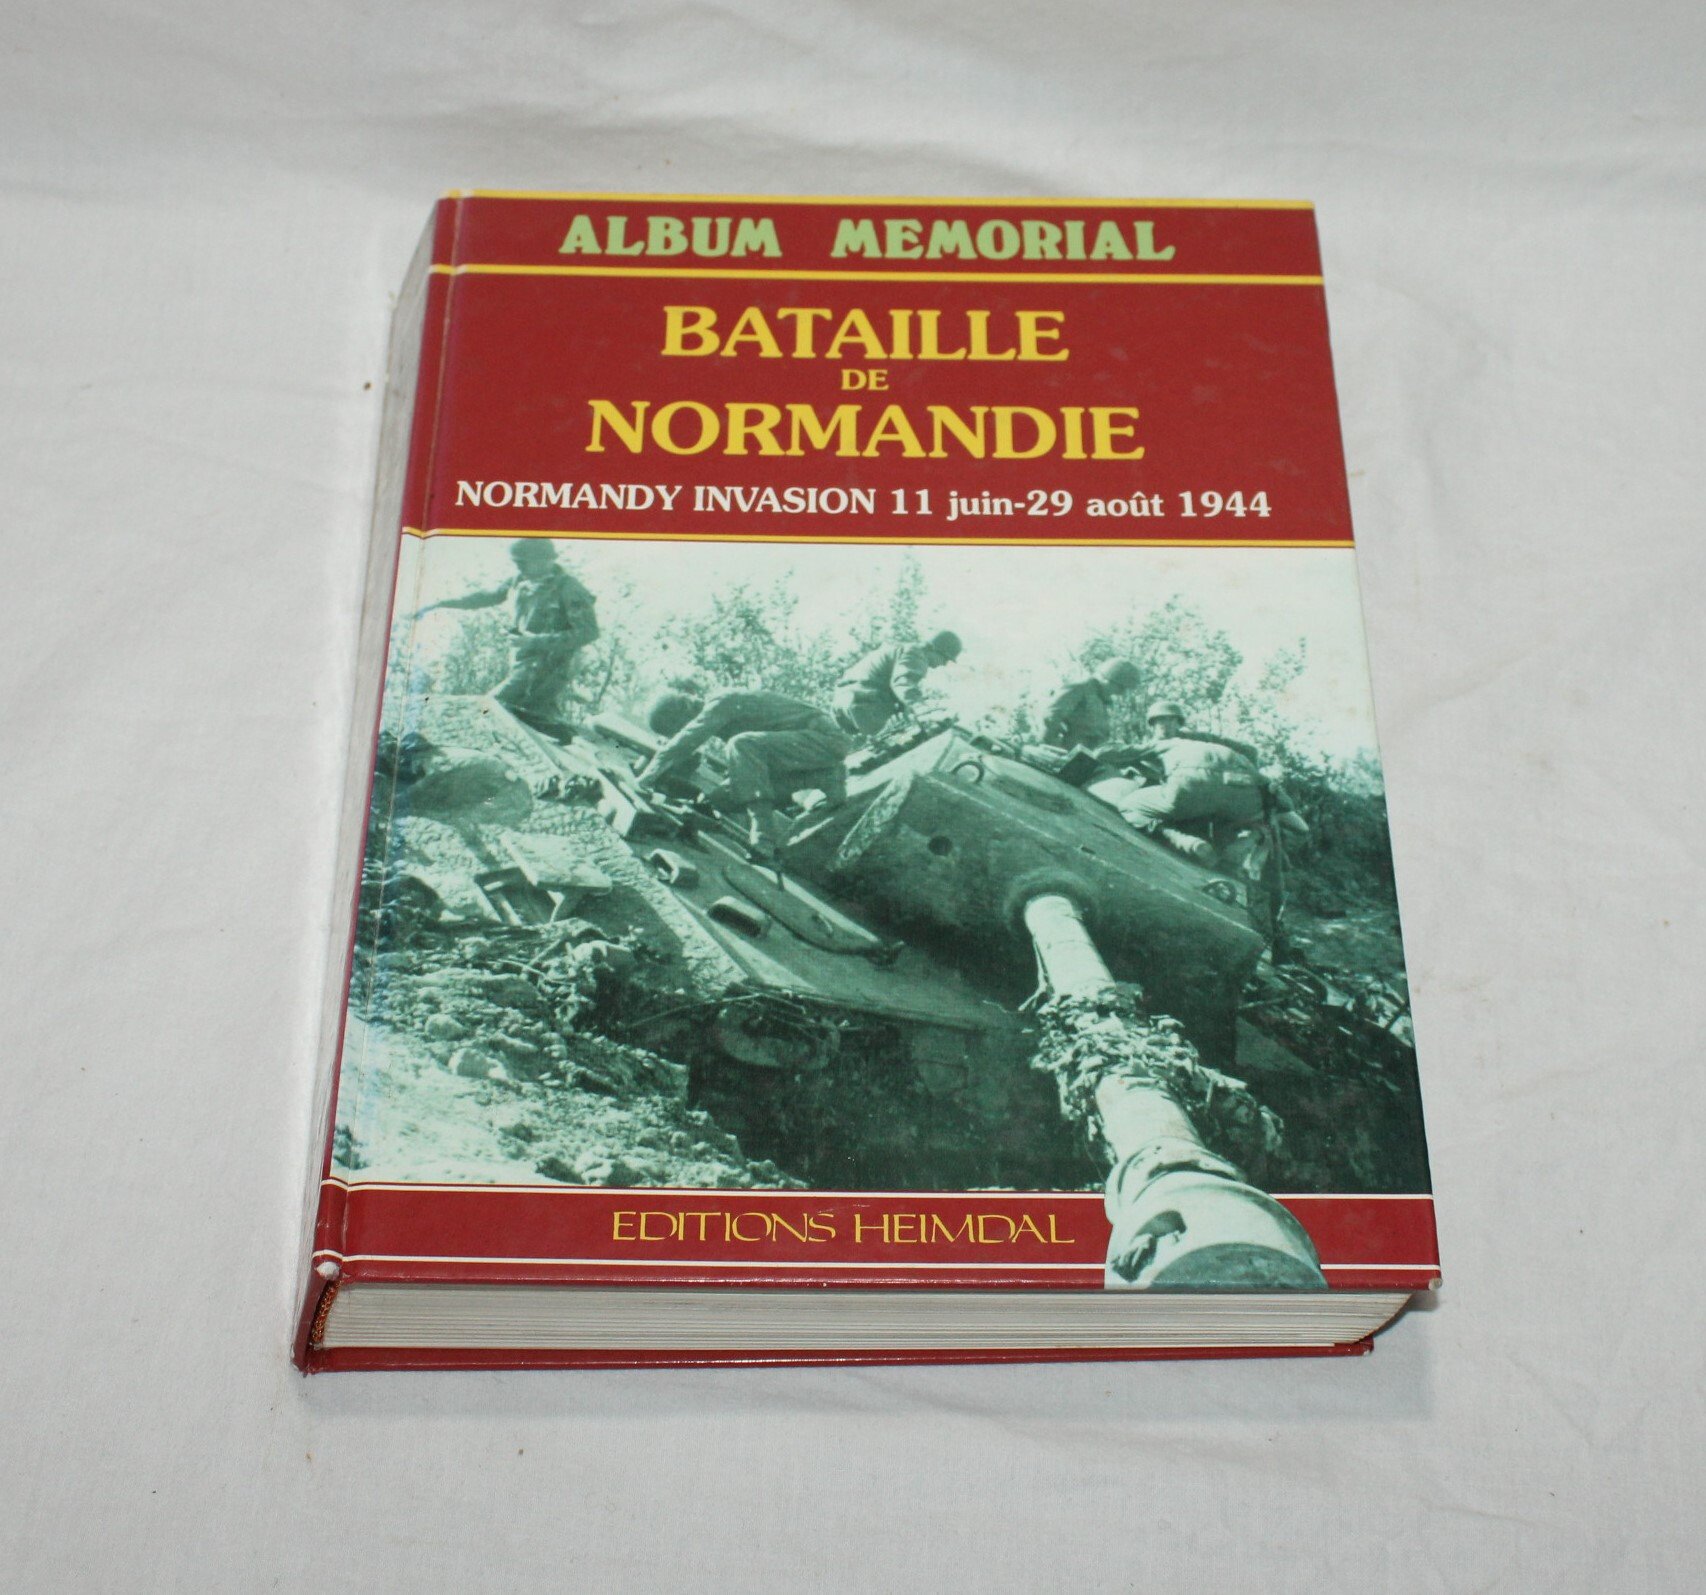 ALBUM MEMORIAL
BATAILLE
DE
NORMANDIE
NORMANDY INVASION 11 juin-29 août 1944
EDITIONS HEIMDAL